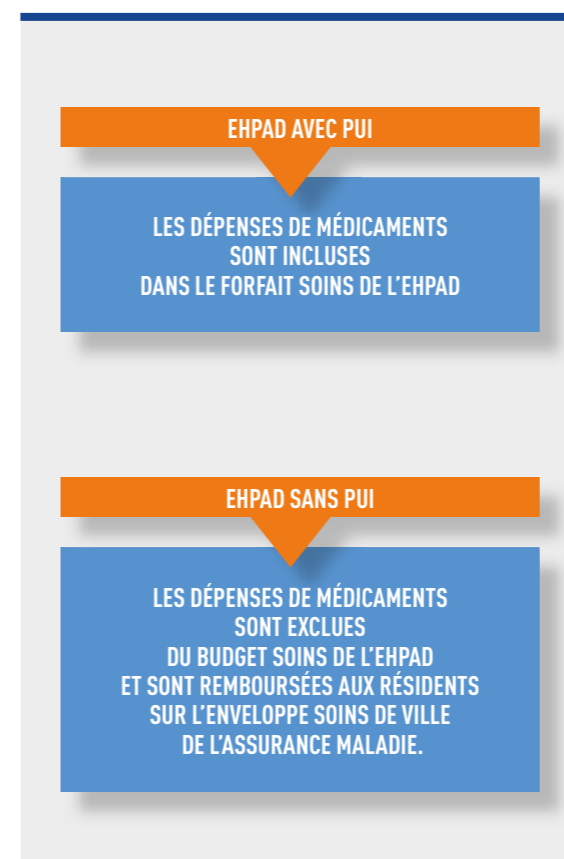 EHPAD AVEC PUI
LES DÉPENSES DE MÉDICAMENTS
SONT INCLUSES
DANS LE FORFAIT SOINS DE L’EHPAD
EHPAD SANS PUI
LES DÉPENSES DE MÉDICAMENTS
SONT EXCLUES
DU BUDGET SOINS DE L’EHPAD
ET SONT REMBOURSÉES AUX RÉSIDENTS
SUR L’ENVELOPPE SOINS DE VILLE
DE L’ASSURANCE MALADIE.